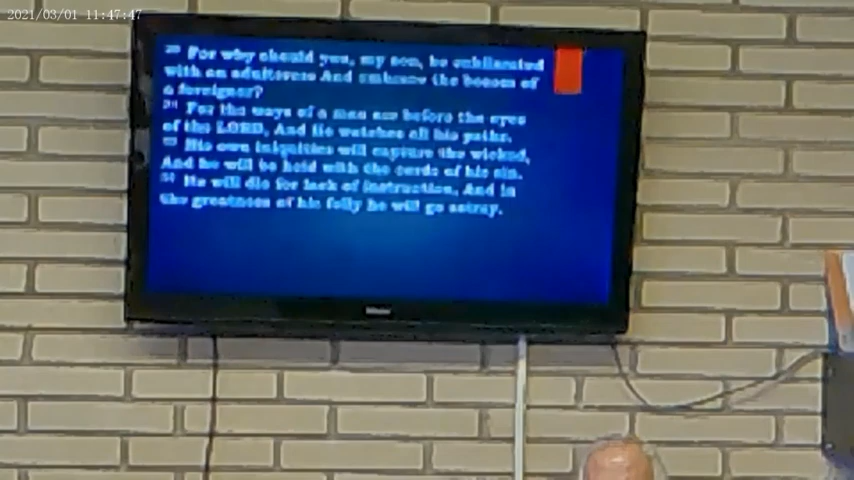 2021/03/01 11:47:47
20 For why should you, my son, be exhilarated
with an adulteress And embrace the bosom of
a foreigner?
21 For the ways of a man are before the eyes
of the LORD, And He watches all his paths.
22 His own iniquities will capture the wicked,
And he will be held with the cords of his sin.
23 He will die for lack of instruction, And in
the greatness of his folly he will go astray.